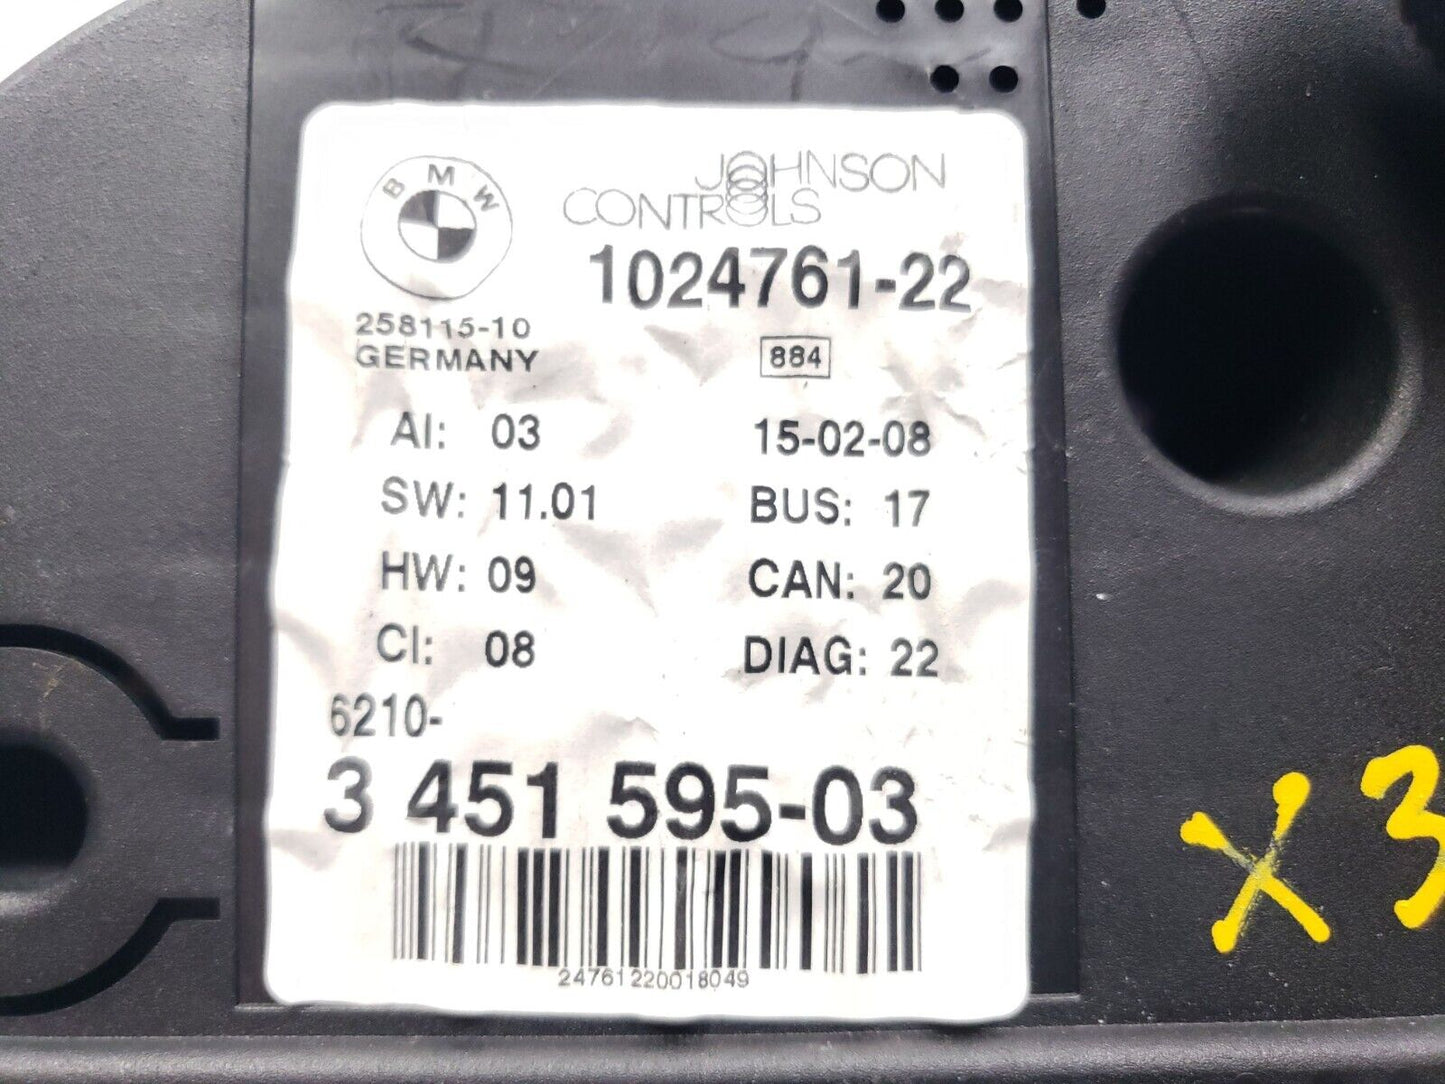 BMW
JOHNSON
CONTROLS
1024761-22
258115-10
GERMANY
884
AI: 03 15-02-08
SW: 11.01 BUS: 17
HW: 09 CAN: 20
CI: 08 DIAG: 22
6210-
3 451 595-03
24761220018049
X3